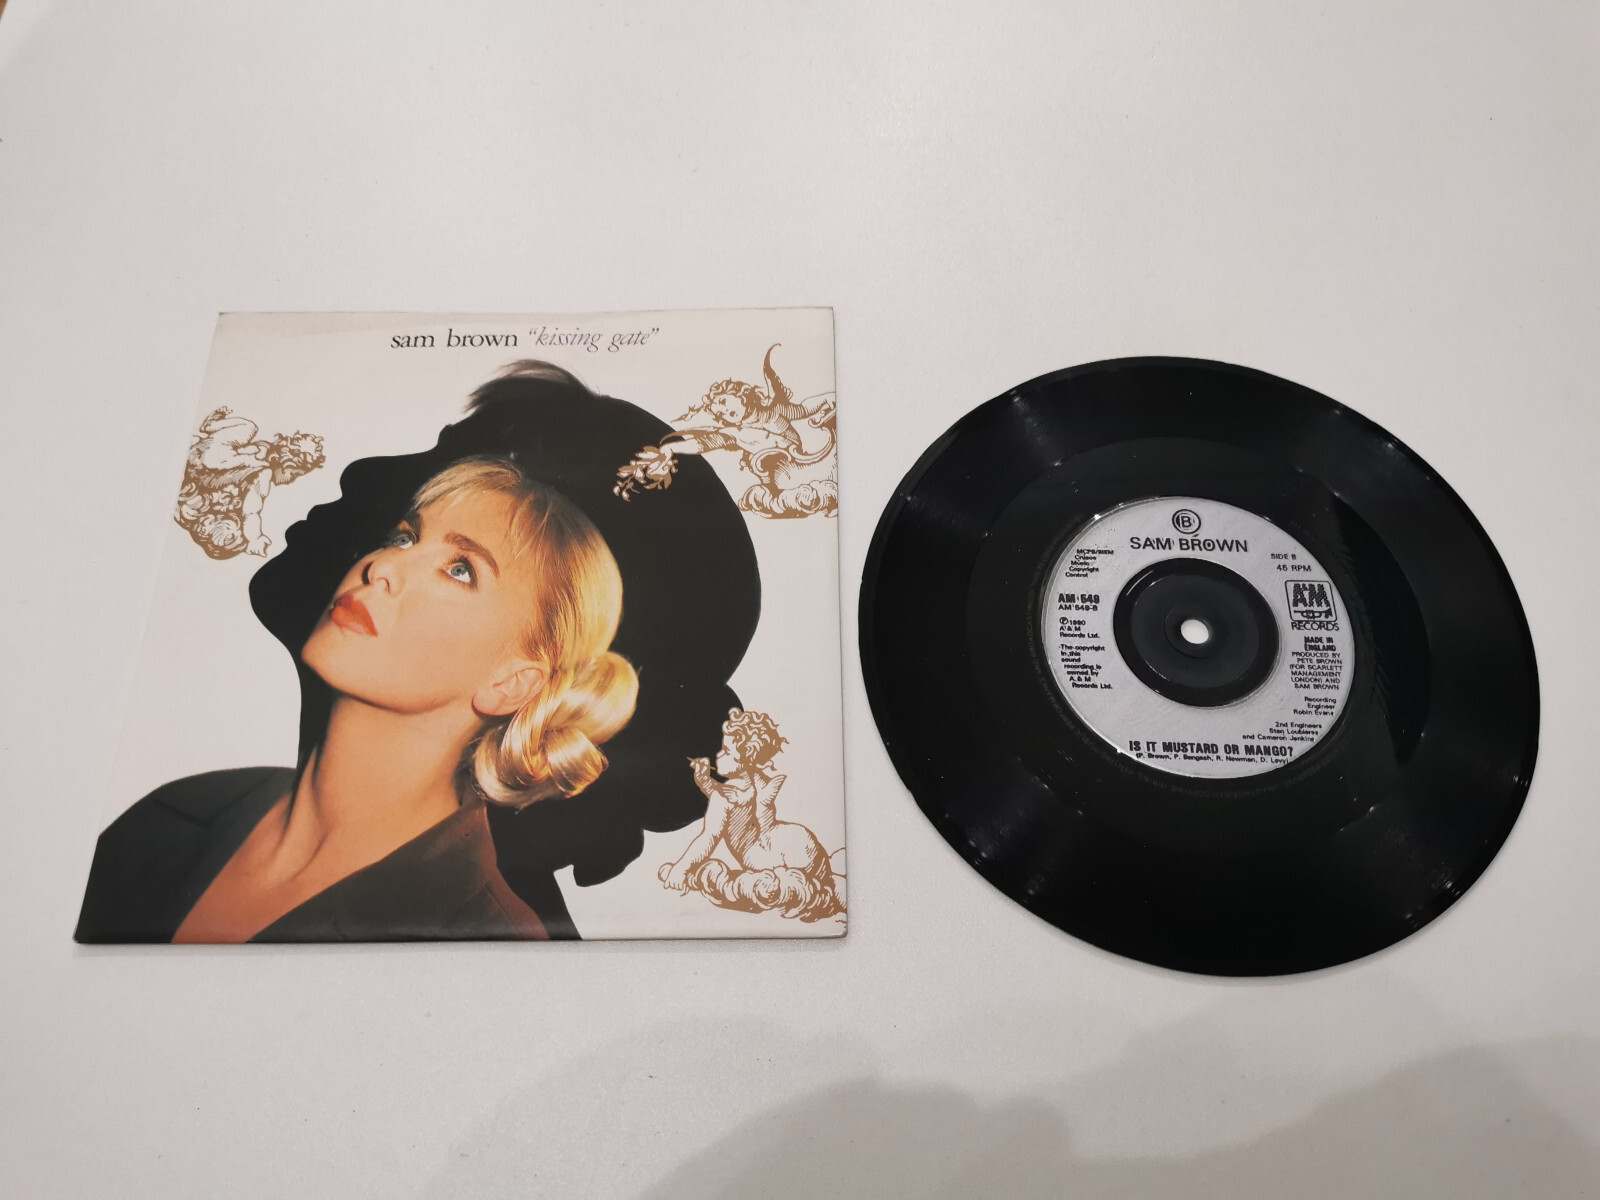 sam brown "kissing gate"
B
SAM BROWN
MCPS/BIEM
Chisos
Music
Copyright
Control
AM 549
AM 549-B
℗ 1990
A & M
Records Ltd.
The copyright
in this
sound
recording is
owned by
A & M
Records Ltd.
SIDE B
45 RPM
AM
RECORDS
MADE IN
ENGLAND
PRODUCED BY
PETE BROWN
(FOR SCARLETT
MANAGEMENT
LONDON) AND
SAM BROWN
Recording
Engineer
Robin Evans
2nd Engineers
Stan Loubieres
and Cameron Jenkins
IS IT MUSTARD OR MANGO?
(P. Brown, P. Bangash, R. Newman, D. Levy)